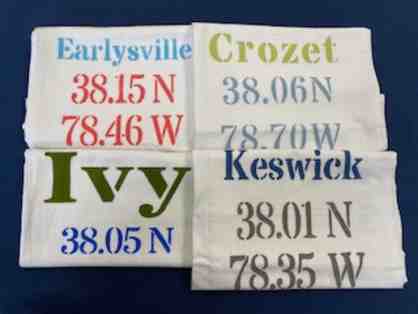 Earlysville
38.15 N
78.46 W
Crozet
38.06N
78.70W
Ivy
38.05 N
Keswick
38.01 N
78.35 W